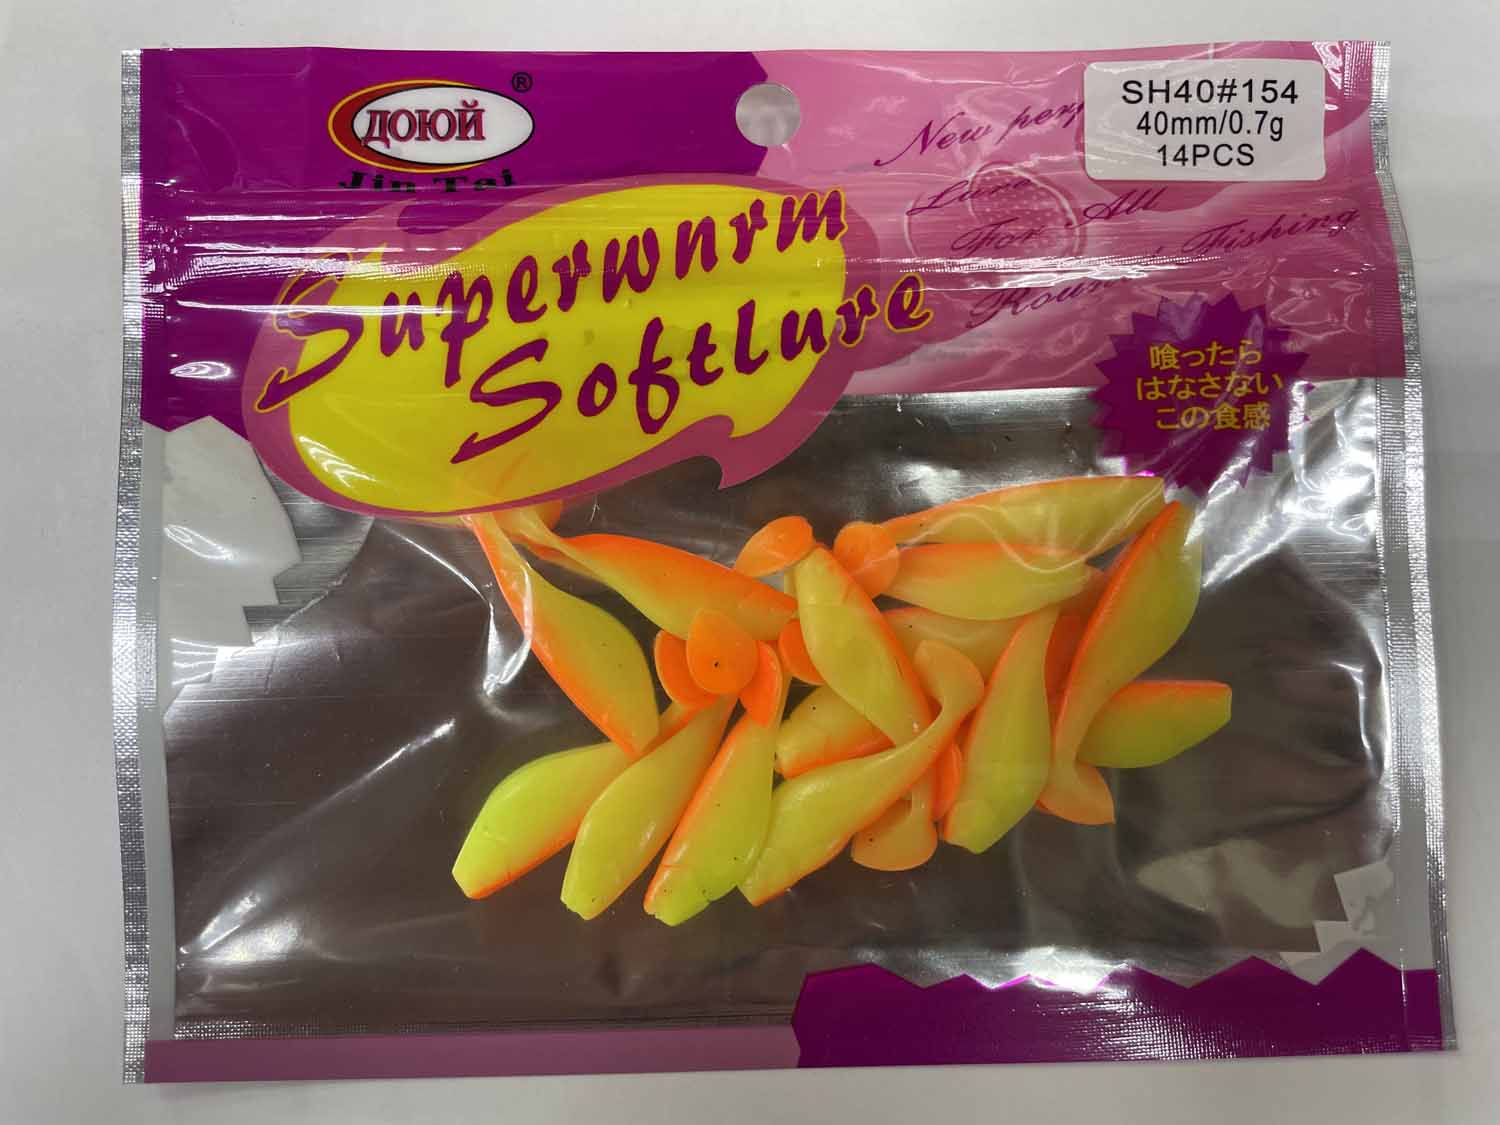 ДОЮЙ®
Jin Tai
Superwnrm
Softlure
New
Lure
For All
Round Fishing
SH40#154
40mm/0.7g
14PCS
喰ったら
はなさない
この食感